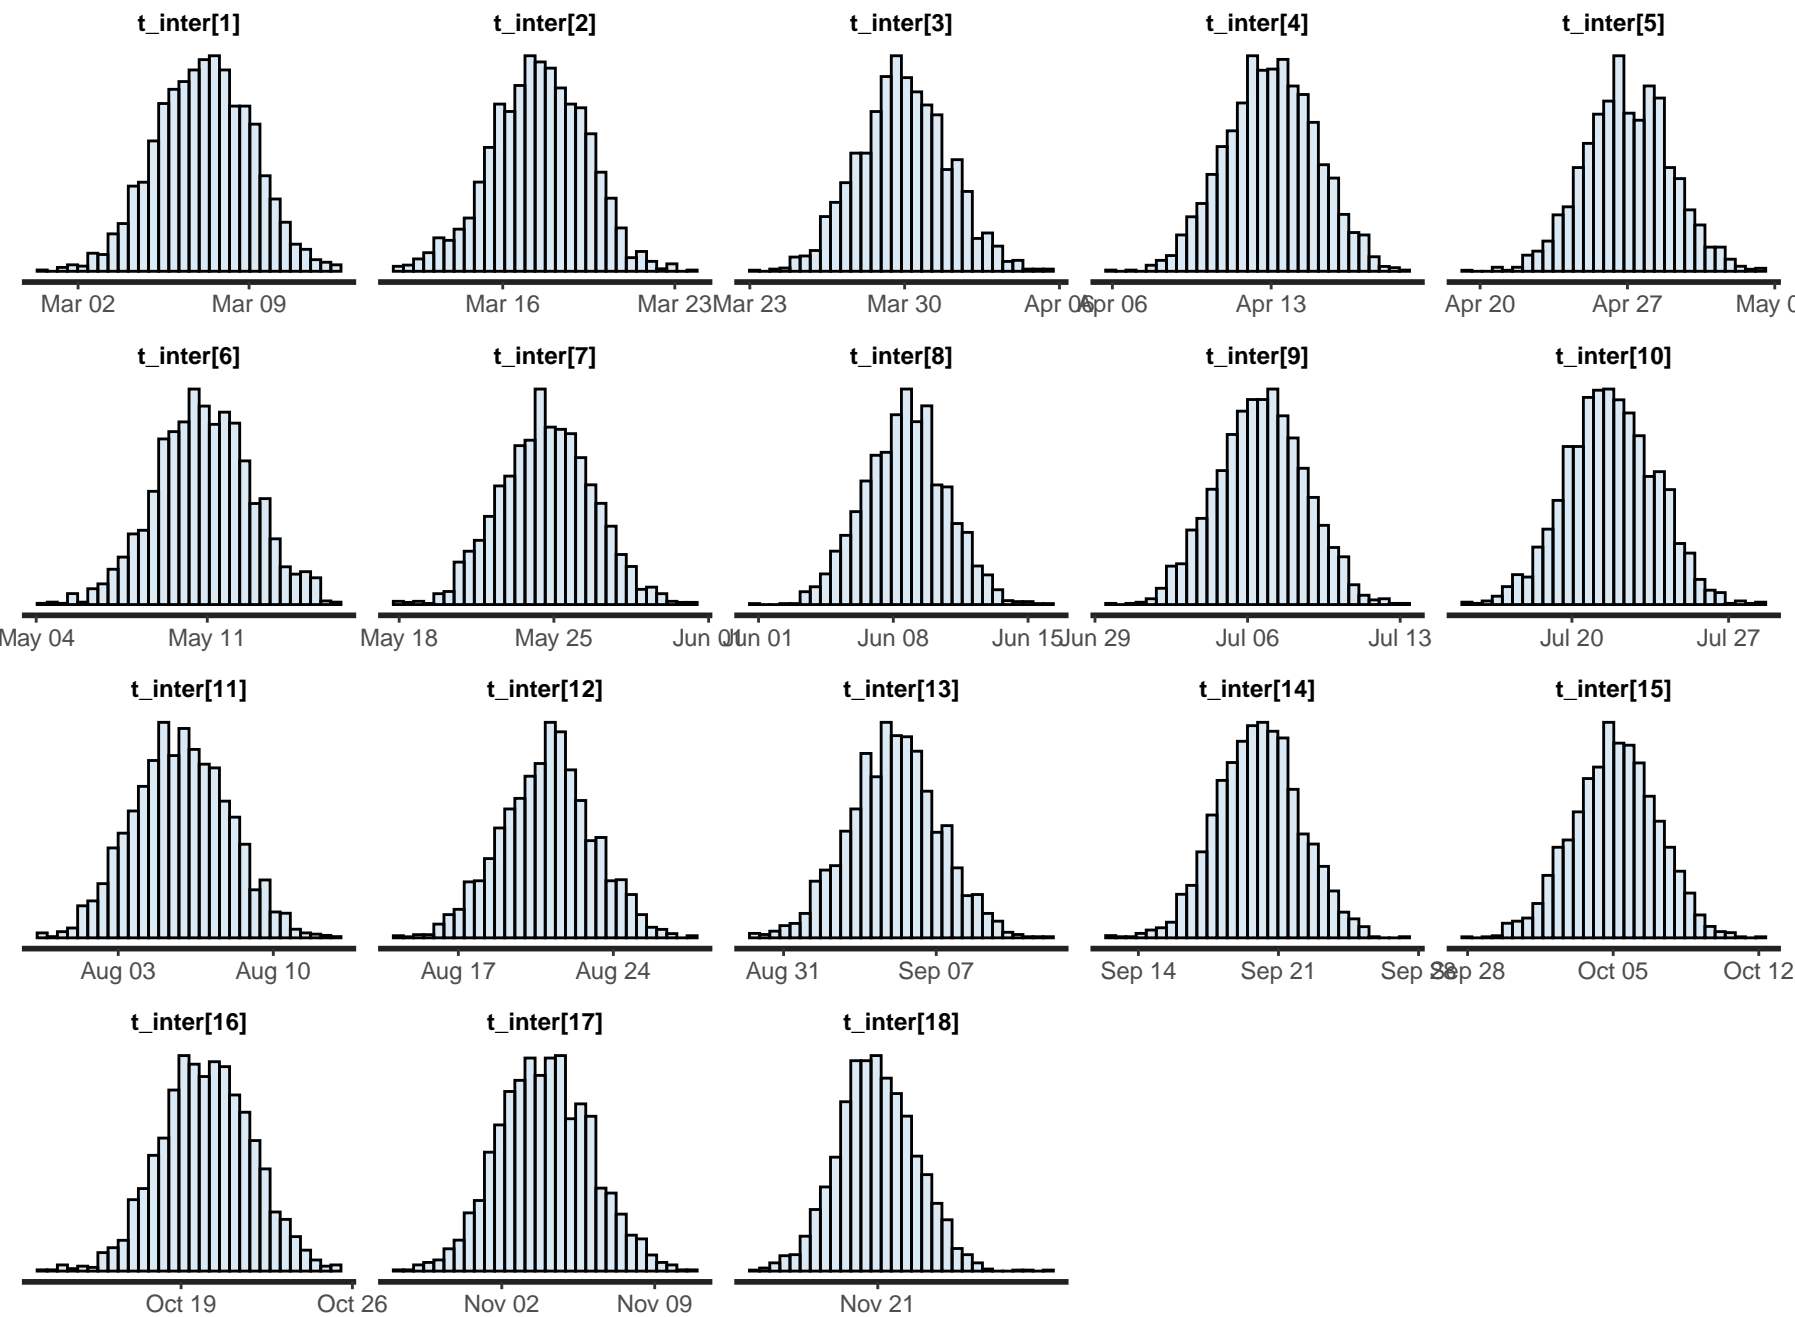 t_inter[1] t_inter[2] t_inter[3] t_inter[4] t_inter[5]
Mar 02 Mar 09 Mar 16 Mar 23 Mar 23 Mar 30 Apr 06 Apr 06 Apr 13 Apr 20 Apr 27 May 0
t_inter[6] t_inter[7] t_inter[8] t_inter[9] t_inter[10]
May 04 May 11 May 18 May 25 Jun 01 Jun 01 Jun 08 Jun 15 Jun 29 Jul 06 Jul 13 Jul 20 Jul 27
t_inter[11] t_inter[12] t_inter[13] t_inter[14] t_inter[15]
Aug 03 Aug 10 Aug 17 Aug 24 Aug 31 Sep 07 Sep 14 Sep 21 Sep 28 Sep 28 Oct 05 Oct 12
t_inter[16] t_inter[17] t_inter[18]
Oct 19 Oct 26 Nov 02 Nov 09 Nov 21